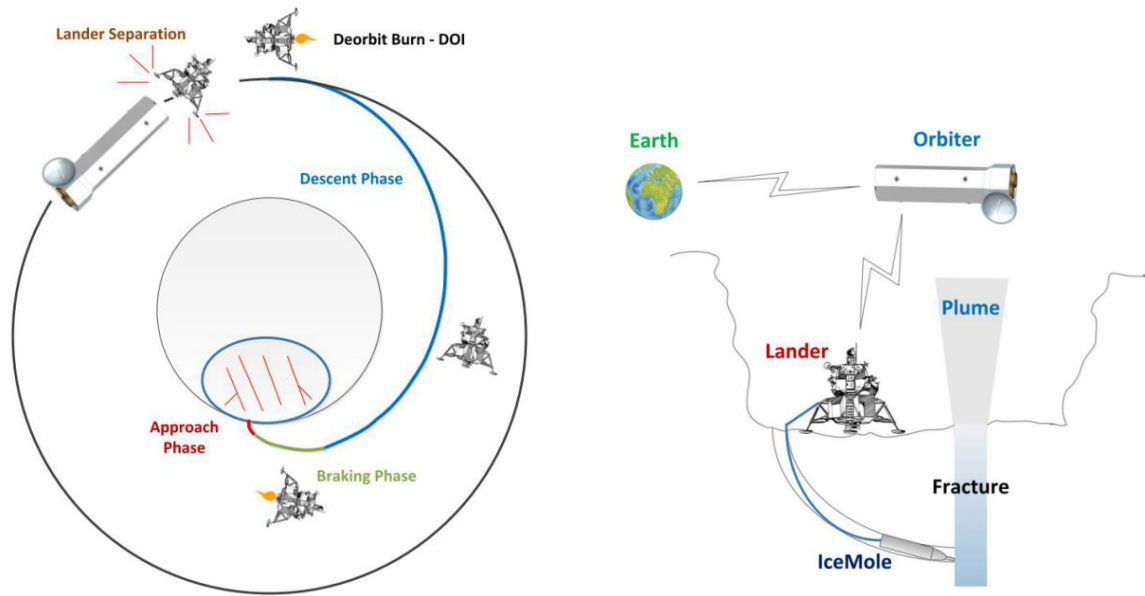 Lander Separation
Deorbit Burn - DOI
Descent Phase
Approach
Phase
Braking Phase
Earth
Orbiter
Plume
Lander
Fracture
IceMole